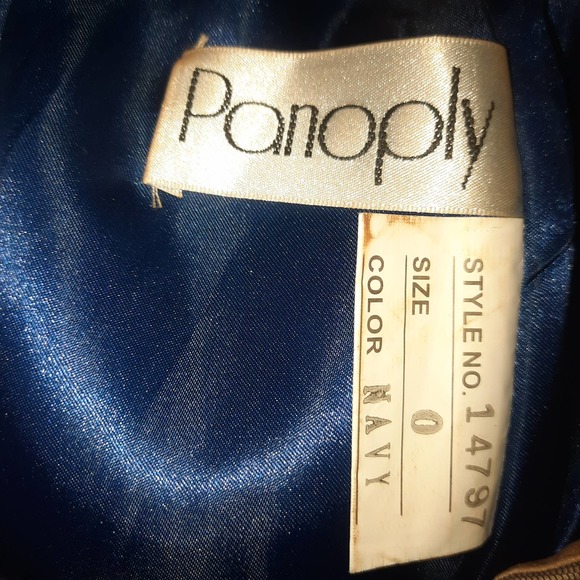 Panoply
STYLE NO. 14797
SIZE 0
COLOR NAVY